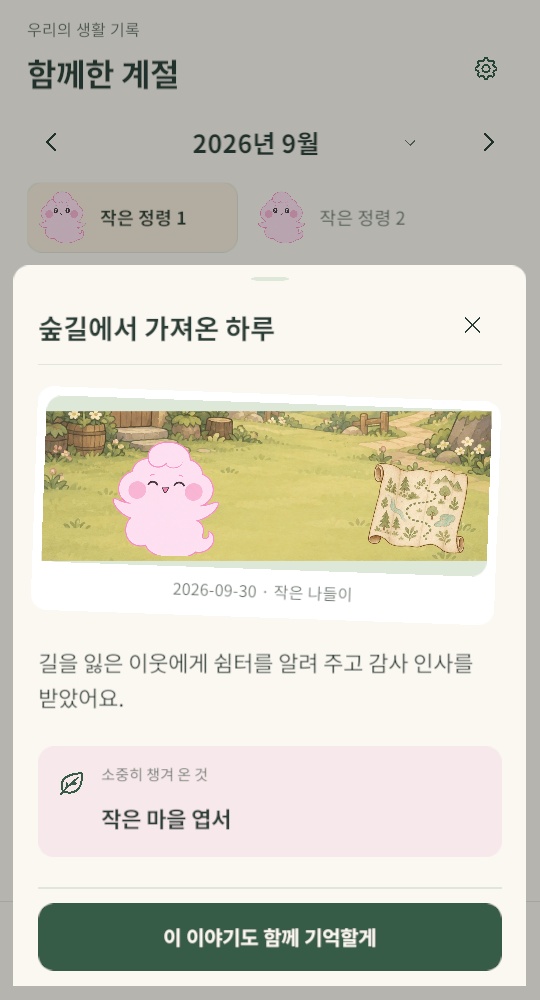 우리의 생활 기록
함께한 계절
2026년 9월
작은 정령 1
작은 정령 2
숲길에서 가져온 하루
2026-09-30 · 작은 나들이
길을 잃은 이웃에게 쉼터를 알려 주고 감사 인사를
받았어요.
소중히 챙겨 온 것
작은 마을 엽서
이 이야기도 함께 기억할게